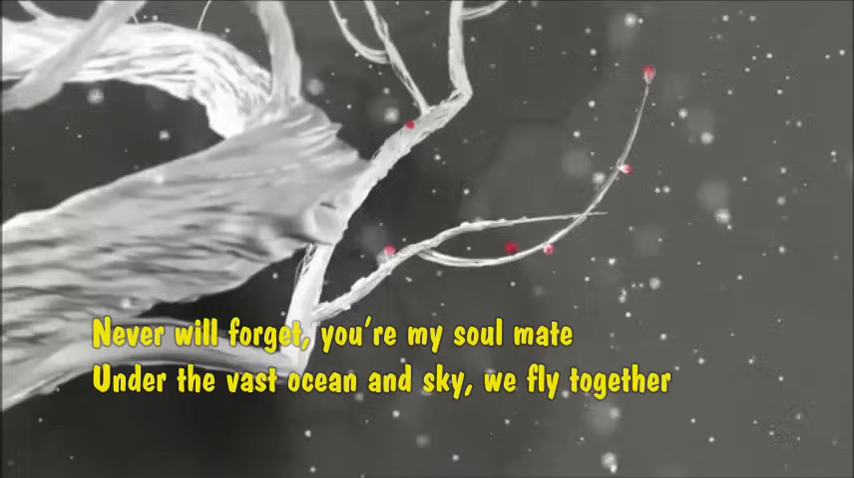 Never will forget, you're my soul mate
Under the vast ocean and sky, we fly together